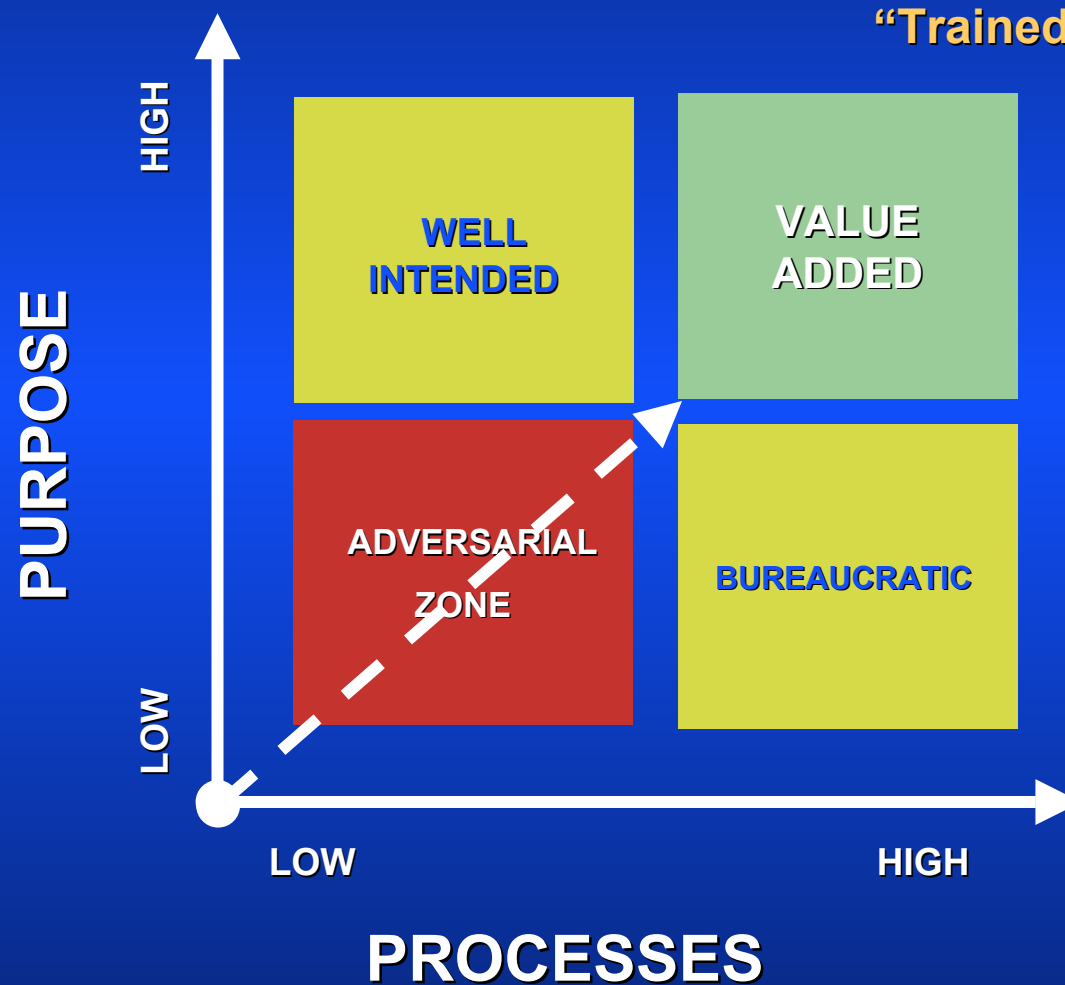 “Trained
HIGH
WELL
INTENDED
VALUE
ADDED
PURPOSE
ADVERSARIAL
ZONE
BUREAUCRATIC
LOW
LOW
HIGH
PROCESSES